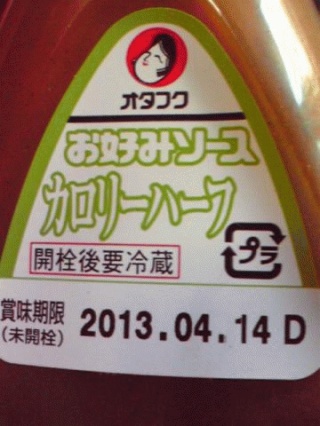 オタフク
お好みソース
カロリーハーフ
開栓後要冷蔵
プラ
賞味期限
(未開栓)
2013.04.14 D